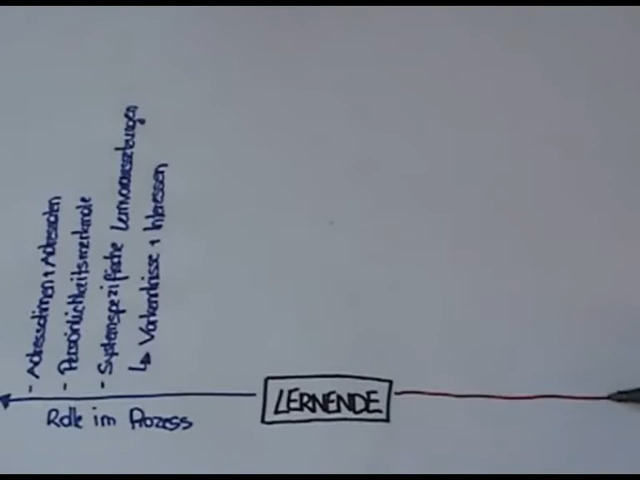 - Adressatinnen & Adressaten
- Persönlichkeitsmerkmale
- Systemspezifische Lernvoraussetzungen
↳ Vorkenntnisse & Interessen
LERNENDE
Rolle im Prozess